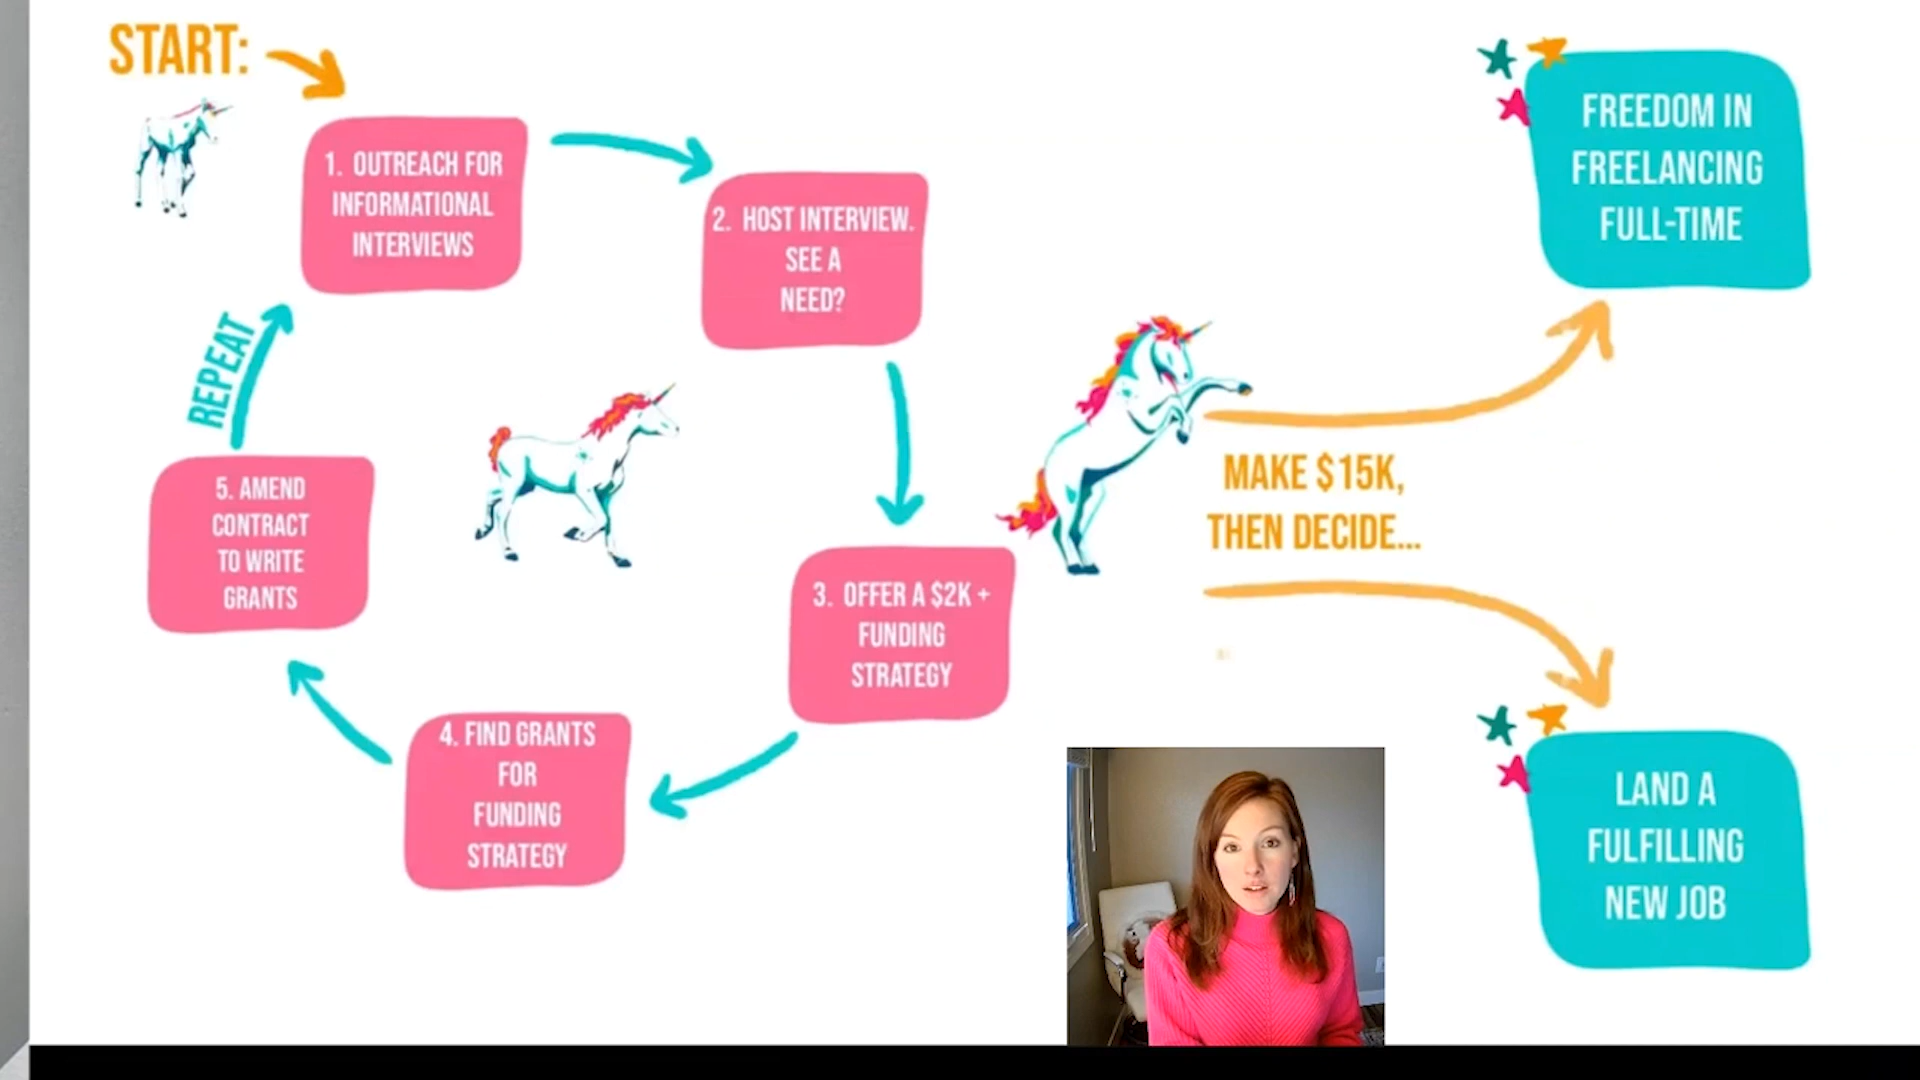 START:
1. OUTREACH FOR
INFORMATIONAL
INTERVIEWS
2. HOST INTERVIEW.
SEE A
NEED?
3. OFFER A $2K +
FUNDING
STRATEGY
4. FIND GRANTS
FOR
FUNDING
STRATEGY
5. AMEND
CONTRACT
TO WRITE
GRANTS
REPEAT
MAKE $15K,
THEN DECIDE...
FREEDOM IN
FREELANCING
FULL-TIME
LAND A
FULFILLING
NEW JOB